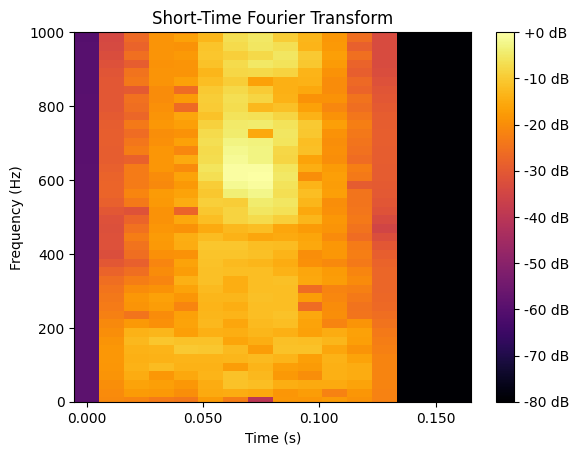 Short-Time Fourier Transform
1000
800
600
400
200
0
Frequency (Hz)
0.000
0.050
0.100
0.150
Time (s)
+0 dB
-10 dB
-20 dB
-30 dB
-40 dB
-50 dB
-60 dB
-70 dB
-80 dB